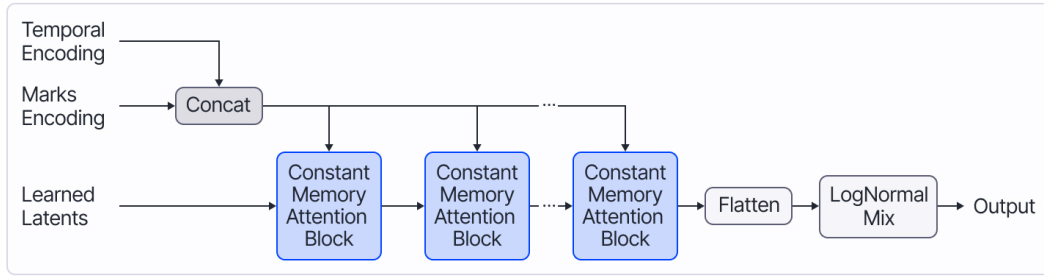 Temporal
Encoding
Marks
Encoding
Concat
...
Constant
Memory
Attention
Block
Constant
Memory
Attention
Block
Constant
Memory
Attention
Block
Learned
Latents
...
Flatten
LogNormal
Mix
Output